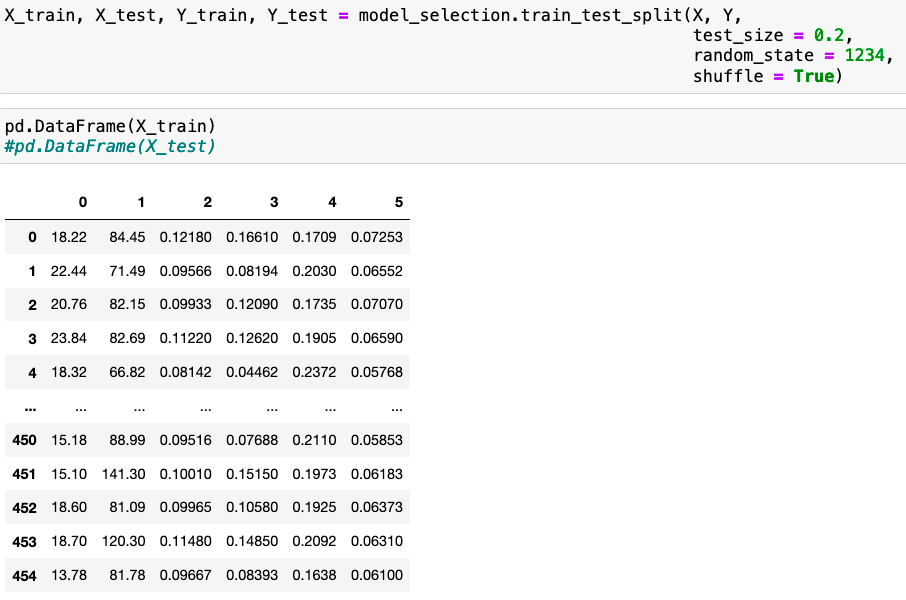 X_train, X_test, Y_train, Y_test = model_selection.train_test_split(X, Y,
test_size = 0.2,
random_state = 1234,
shuffle = True)
pd.DataFrame(X_train)
#pd.DataFrame(X_test)
0 1 2 3 4 5
0 18.22 84.45 0.12180 0.16610 0.1709 0.07253
1 22.44 71.49 0.09566 0.08194 0.2030 0.06552
2 20.76 82.15 0.09933 0.12090 0.1735 0.07070
3 23.84 82.69 0.11220 0.12620 0.1905 0.06590
4 18.32 66.82 0.08142 0.04462 0.2372 0.05768
... ... ... ... ... ... ...
450 15.18 88.99 0.09516 0.07688 0.2110 0.05853
451 15.10 141.30 0.10010 0.15150 0.1973 0.06183
452 18.60 81.09 0.09965 0.10580 0.1925 0.06373
453 18.70 120.30 0.11480 0.14850 0.2092 0.06310
454 13.78 81.78 0.09667 0.08393 0.1638 0.06100